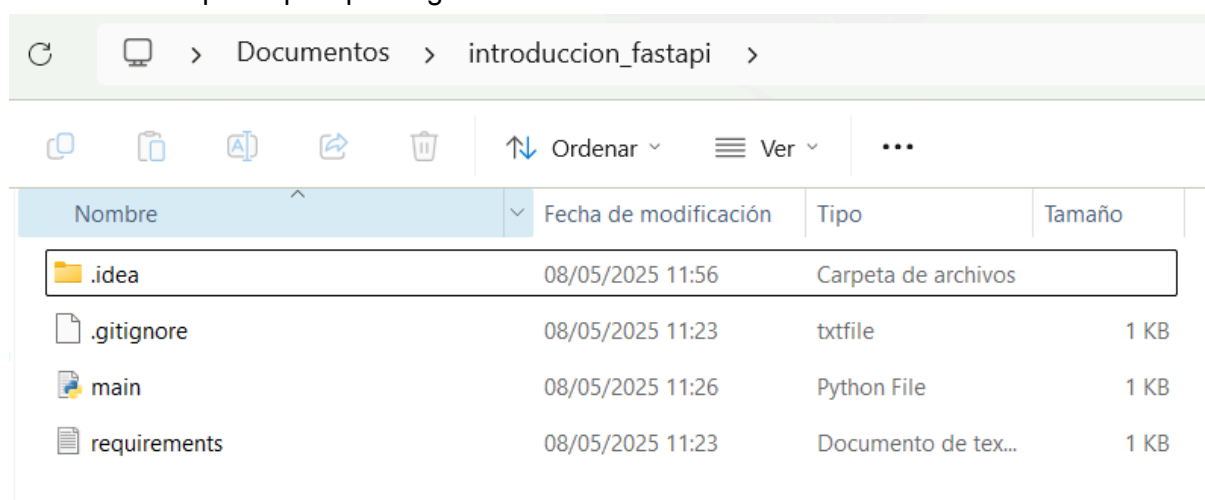 Documentos > introduccion_fastapi >
Ordenar Ver •••
Nombre Fecha de modificación Tipo Tamaño
.idea 08/05/2025 11:56 Carpeta de archivos
.gitignore 08/05/2025 11:23 txtfile 1 KB
main 08/05/2025 11:26 Python File 1 KB
requirements 08/05/2025 11:23 Documento de tex... 1 KB